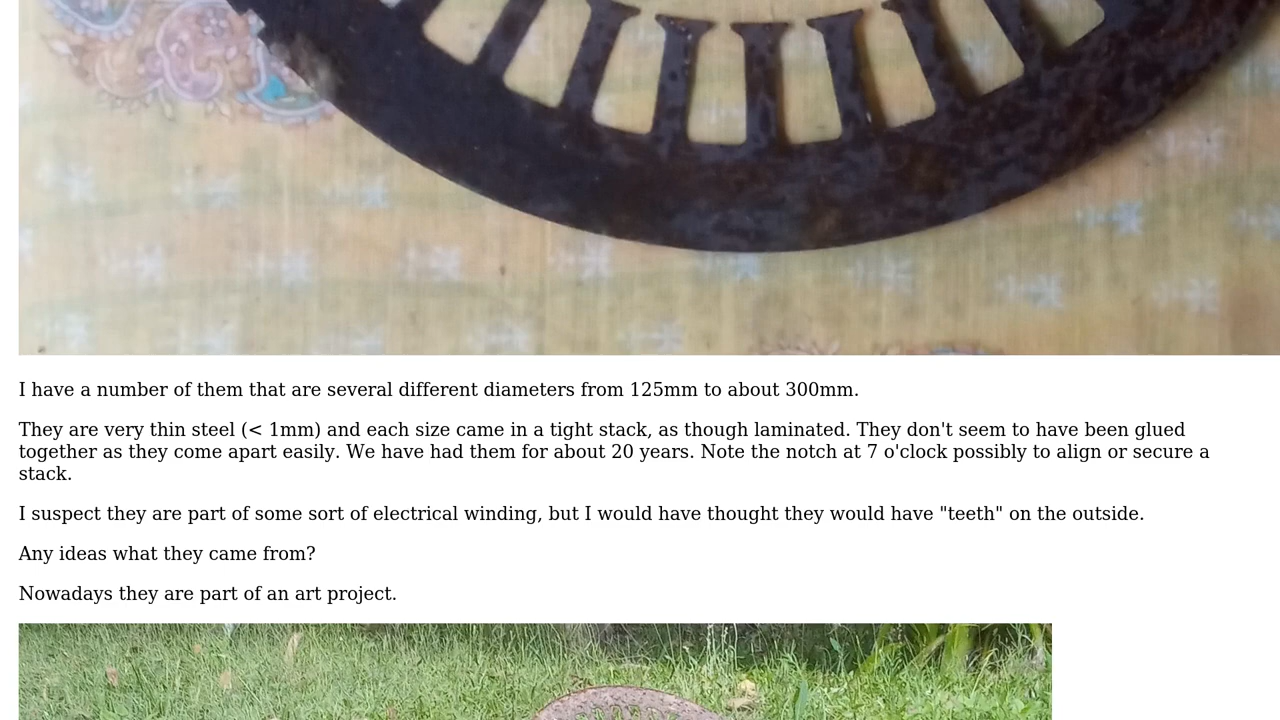 I have a number of them that are several different diameters from 125mm to about 300mm.
They are very thin steel (< 1mm) and each size came in a tight stack, as though laminated. They don't seem to have been glued
together as they come apart easily. We have had them for about 20 years. Note the notch at 7 o'clock possibly to align or secure a
stack.
I suspect they are part of some sort of electrical winding, but I would have thought they would have "teeth" on the outside.
Any ideas what they came from?
Nowadays they are part of an art project.